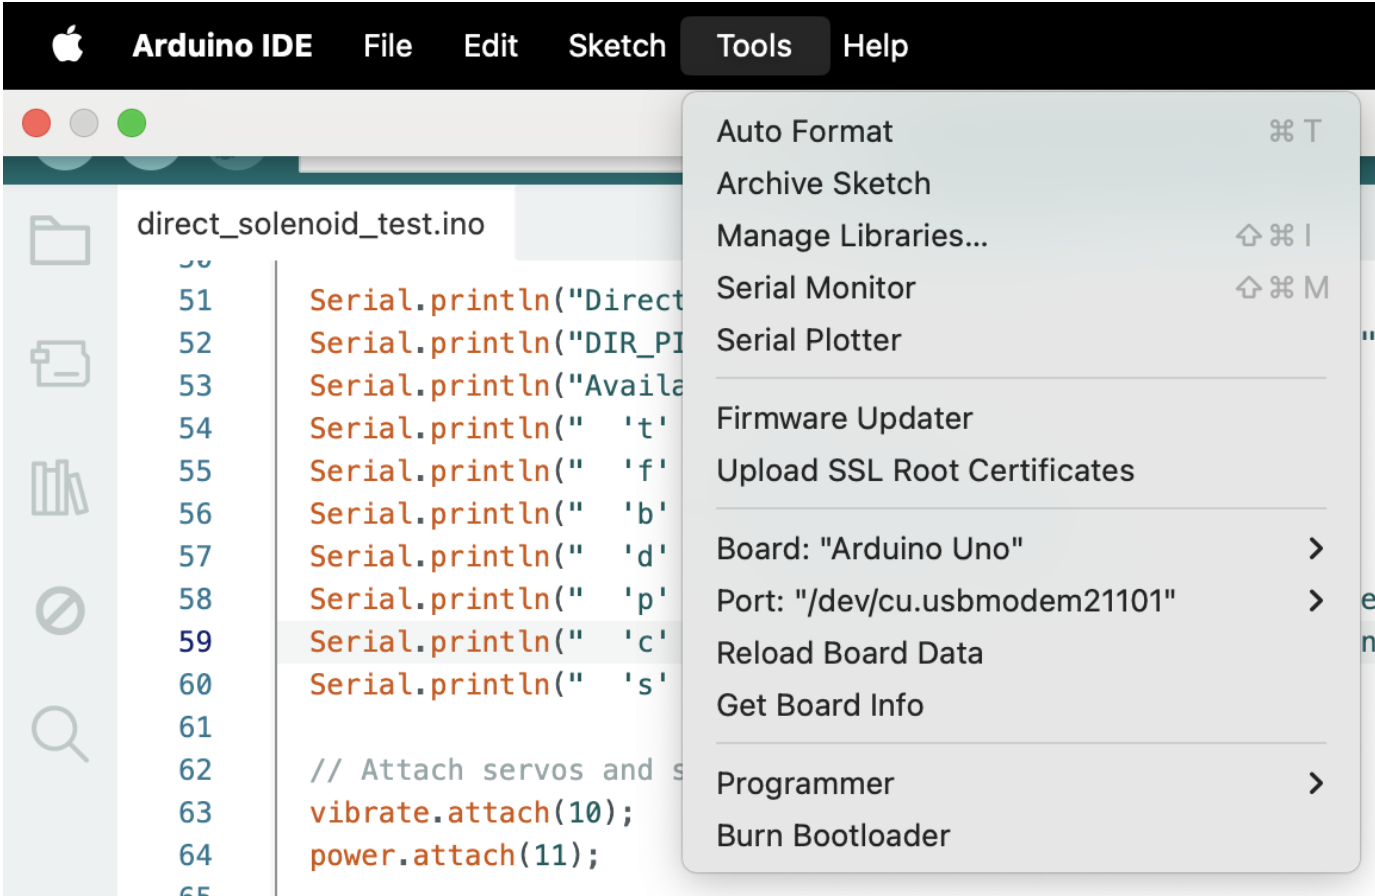 Arduino IDE File Edit Sketch Tools Help
Auto Format ⌘ T
Archive Sketch
Manage Libraries... ⇧ ⌘ I
Serial Monitor ⇧ ⌘ M
Serial Plotter
Firmware Updater
Upload SSL Root Certificates
Board: "Arduino Uno"
Port: "/dev/cu.usbmodem21101"
Reload Board Data
Get Board Info
Programmer
Burn Bootloader
direct_solenoid_test.ino
51 Serial.println("Direct
52 Serial.println("DIR_PI "
53 Serial.println("Availa
54 Serial.println("  't'
55 Serial.println("  'f'
56 Serial.println("  'b'
57 Serial.println("  'd'
58 Serial.println("  'p' e
59 Serial.println("  'c'
60 Serial.println("  's'
61
62 // Attach servos and s
63 vibrate.attach(10);
64 power.attach(11);